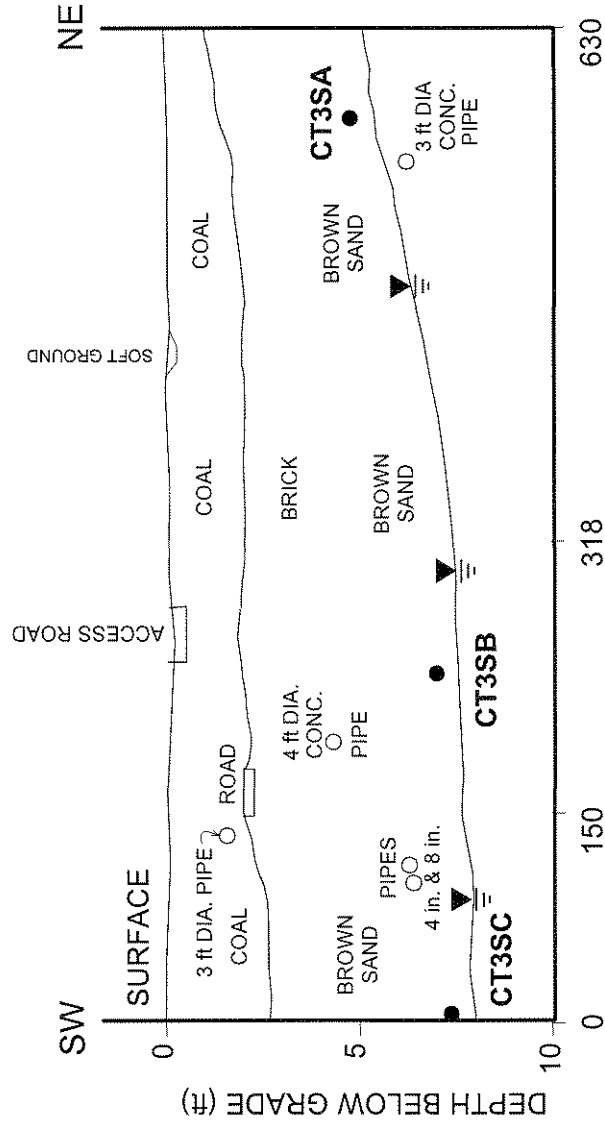 SW
NE
SURFACE
ACCESS ROAD
SOFT GROUND
0
5
10
DEPTH BELOW GRADE (ft)
3 ft DIA. PIPE
COAL
ROAD
COAL
COAL
4 ft DIA.
CONC.
PIPE
BRICK
BROWN
SAND
PIPES
4 in. & 8 in.
BROWN
SAND
BROWN
SAND
CT3SA
3 ft DIA
CONC.
PIPE
CT3SC
CT3SB
0
150
318
630